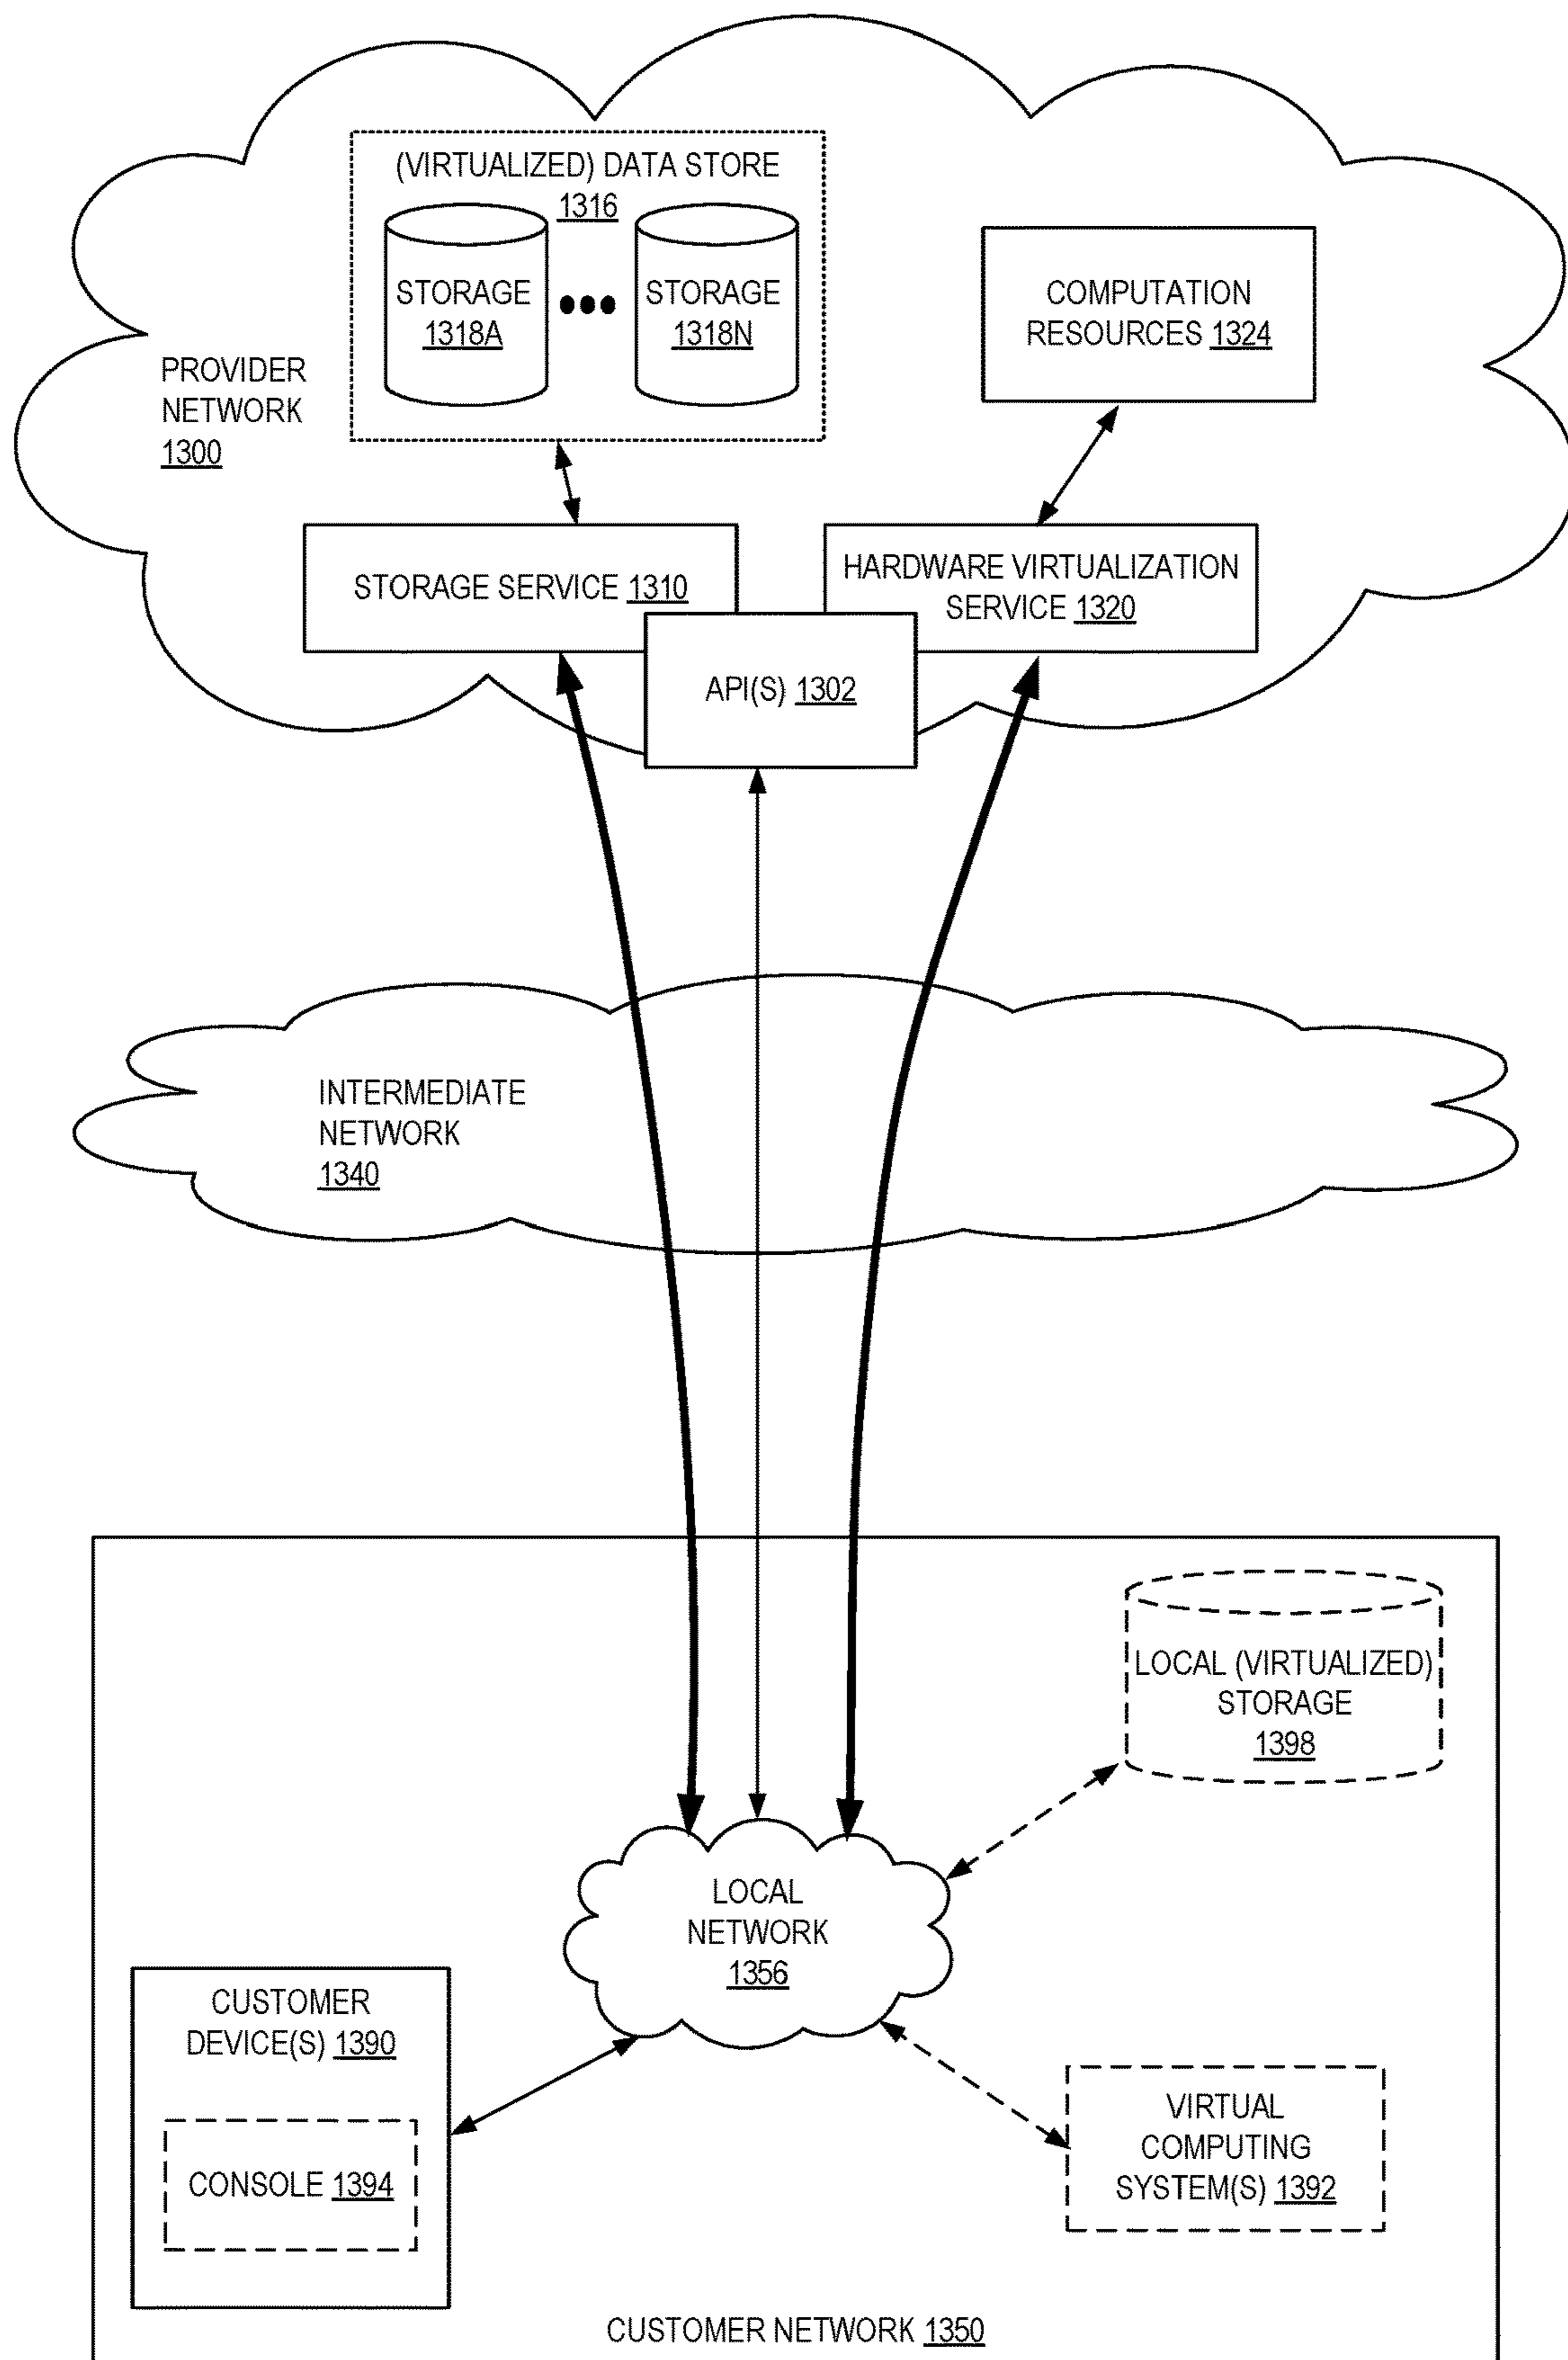 (VIRTUALIZED) DATA STORE
1316
STORAGE
1318A
STORAGE
1318N
COMPUTATION
RESOURCES 1324
PROVIDER
NETWORK
1300
STORAGE SERVICE 1310
HARDWARE VIRTUALIZATION
SERVICE 1320
API(S) 1302
INTERMEDIATE
NETWORK
1340
LOCAL (VIRTUALIZED)
STORAGE
1398
LOCAL
NETWORK
1356
CUSTOMER
DEVICE(S) 1390
CONSOLE 1394
VIRTUAL
COMPUTING
SYSTEM(S) 1392
CUSTOMER NETWORK 1350